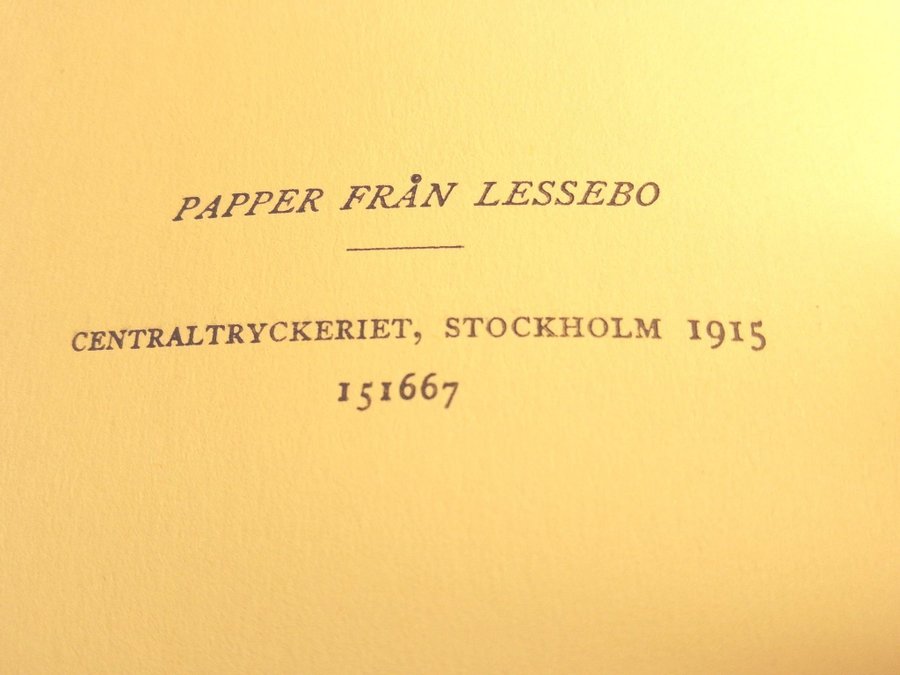 PAPPER FRÅN LESSEBO
CENTRALTRYCKERIET, STOCKHOLM 1915
151667